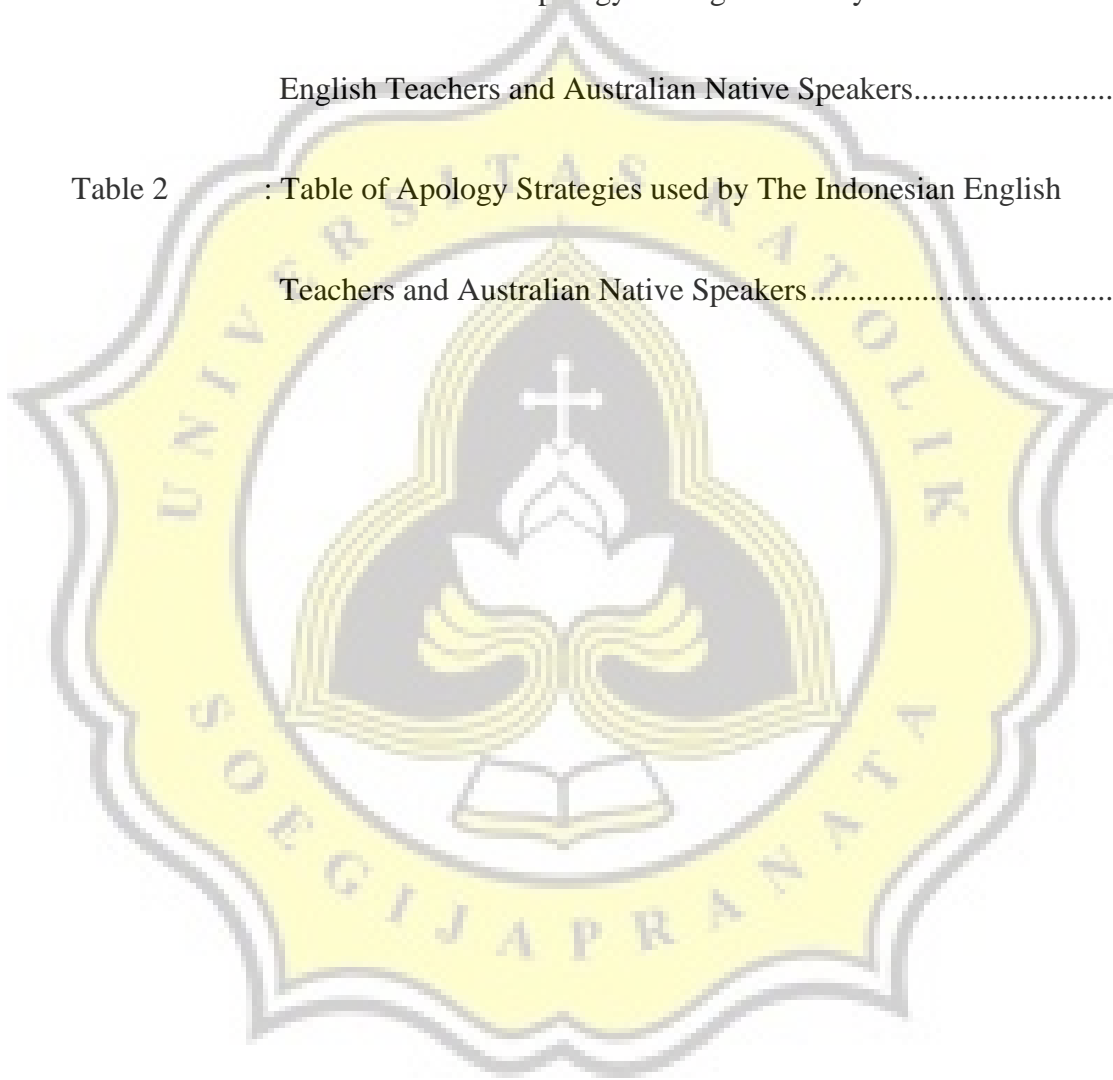 English Teachers and Australian Native Speakers........................
Table 2 : Table of Apology Strategies used by The Indonesian English
Teachers and Australian Native Speakers..................................
UNIVERSITAS KATOLIK
SOEGIJAPRANATA